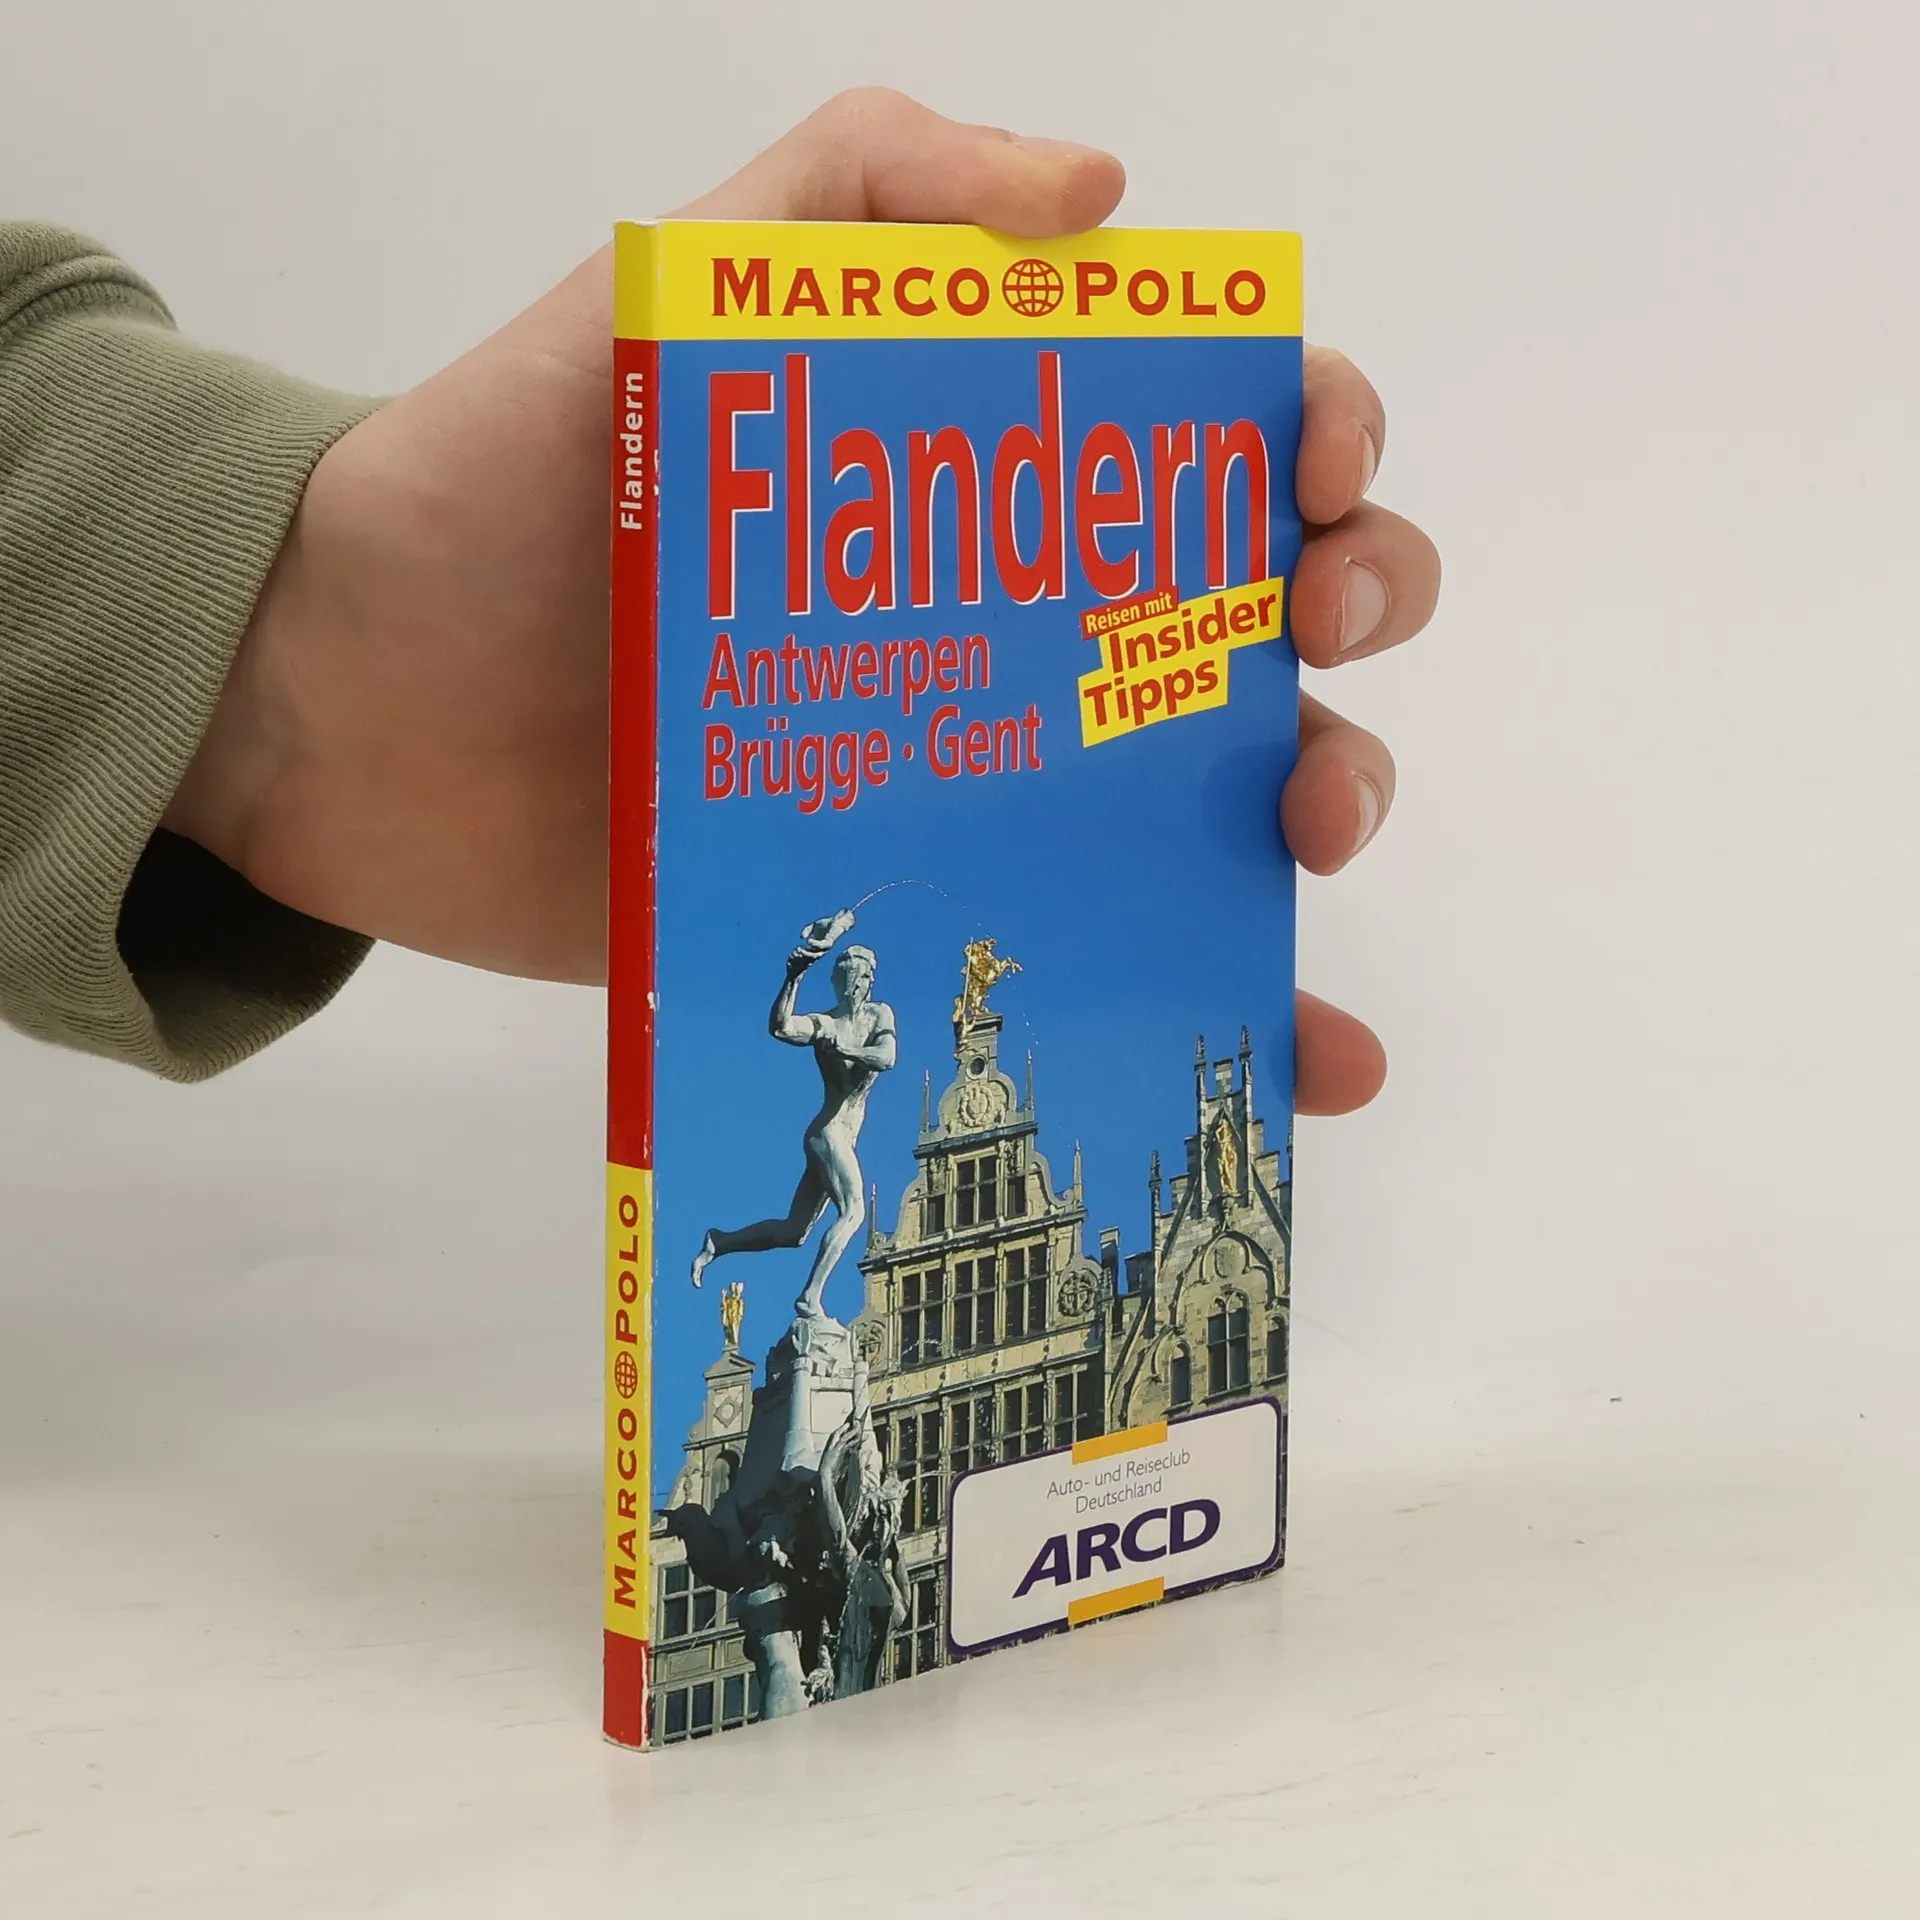 MARCO POLO
Flandern
Reisen mit
Insider
Tipps
Antwerpen
Brügge · Gent
Auto- und Reiseclub
Deutschland
ARCD
Flandern
MARCO POLO